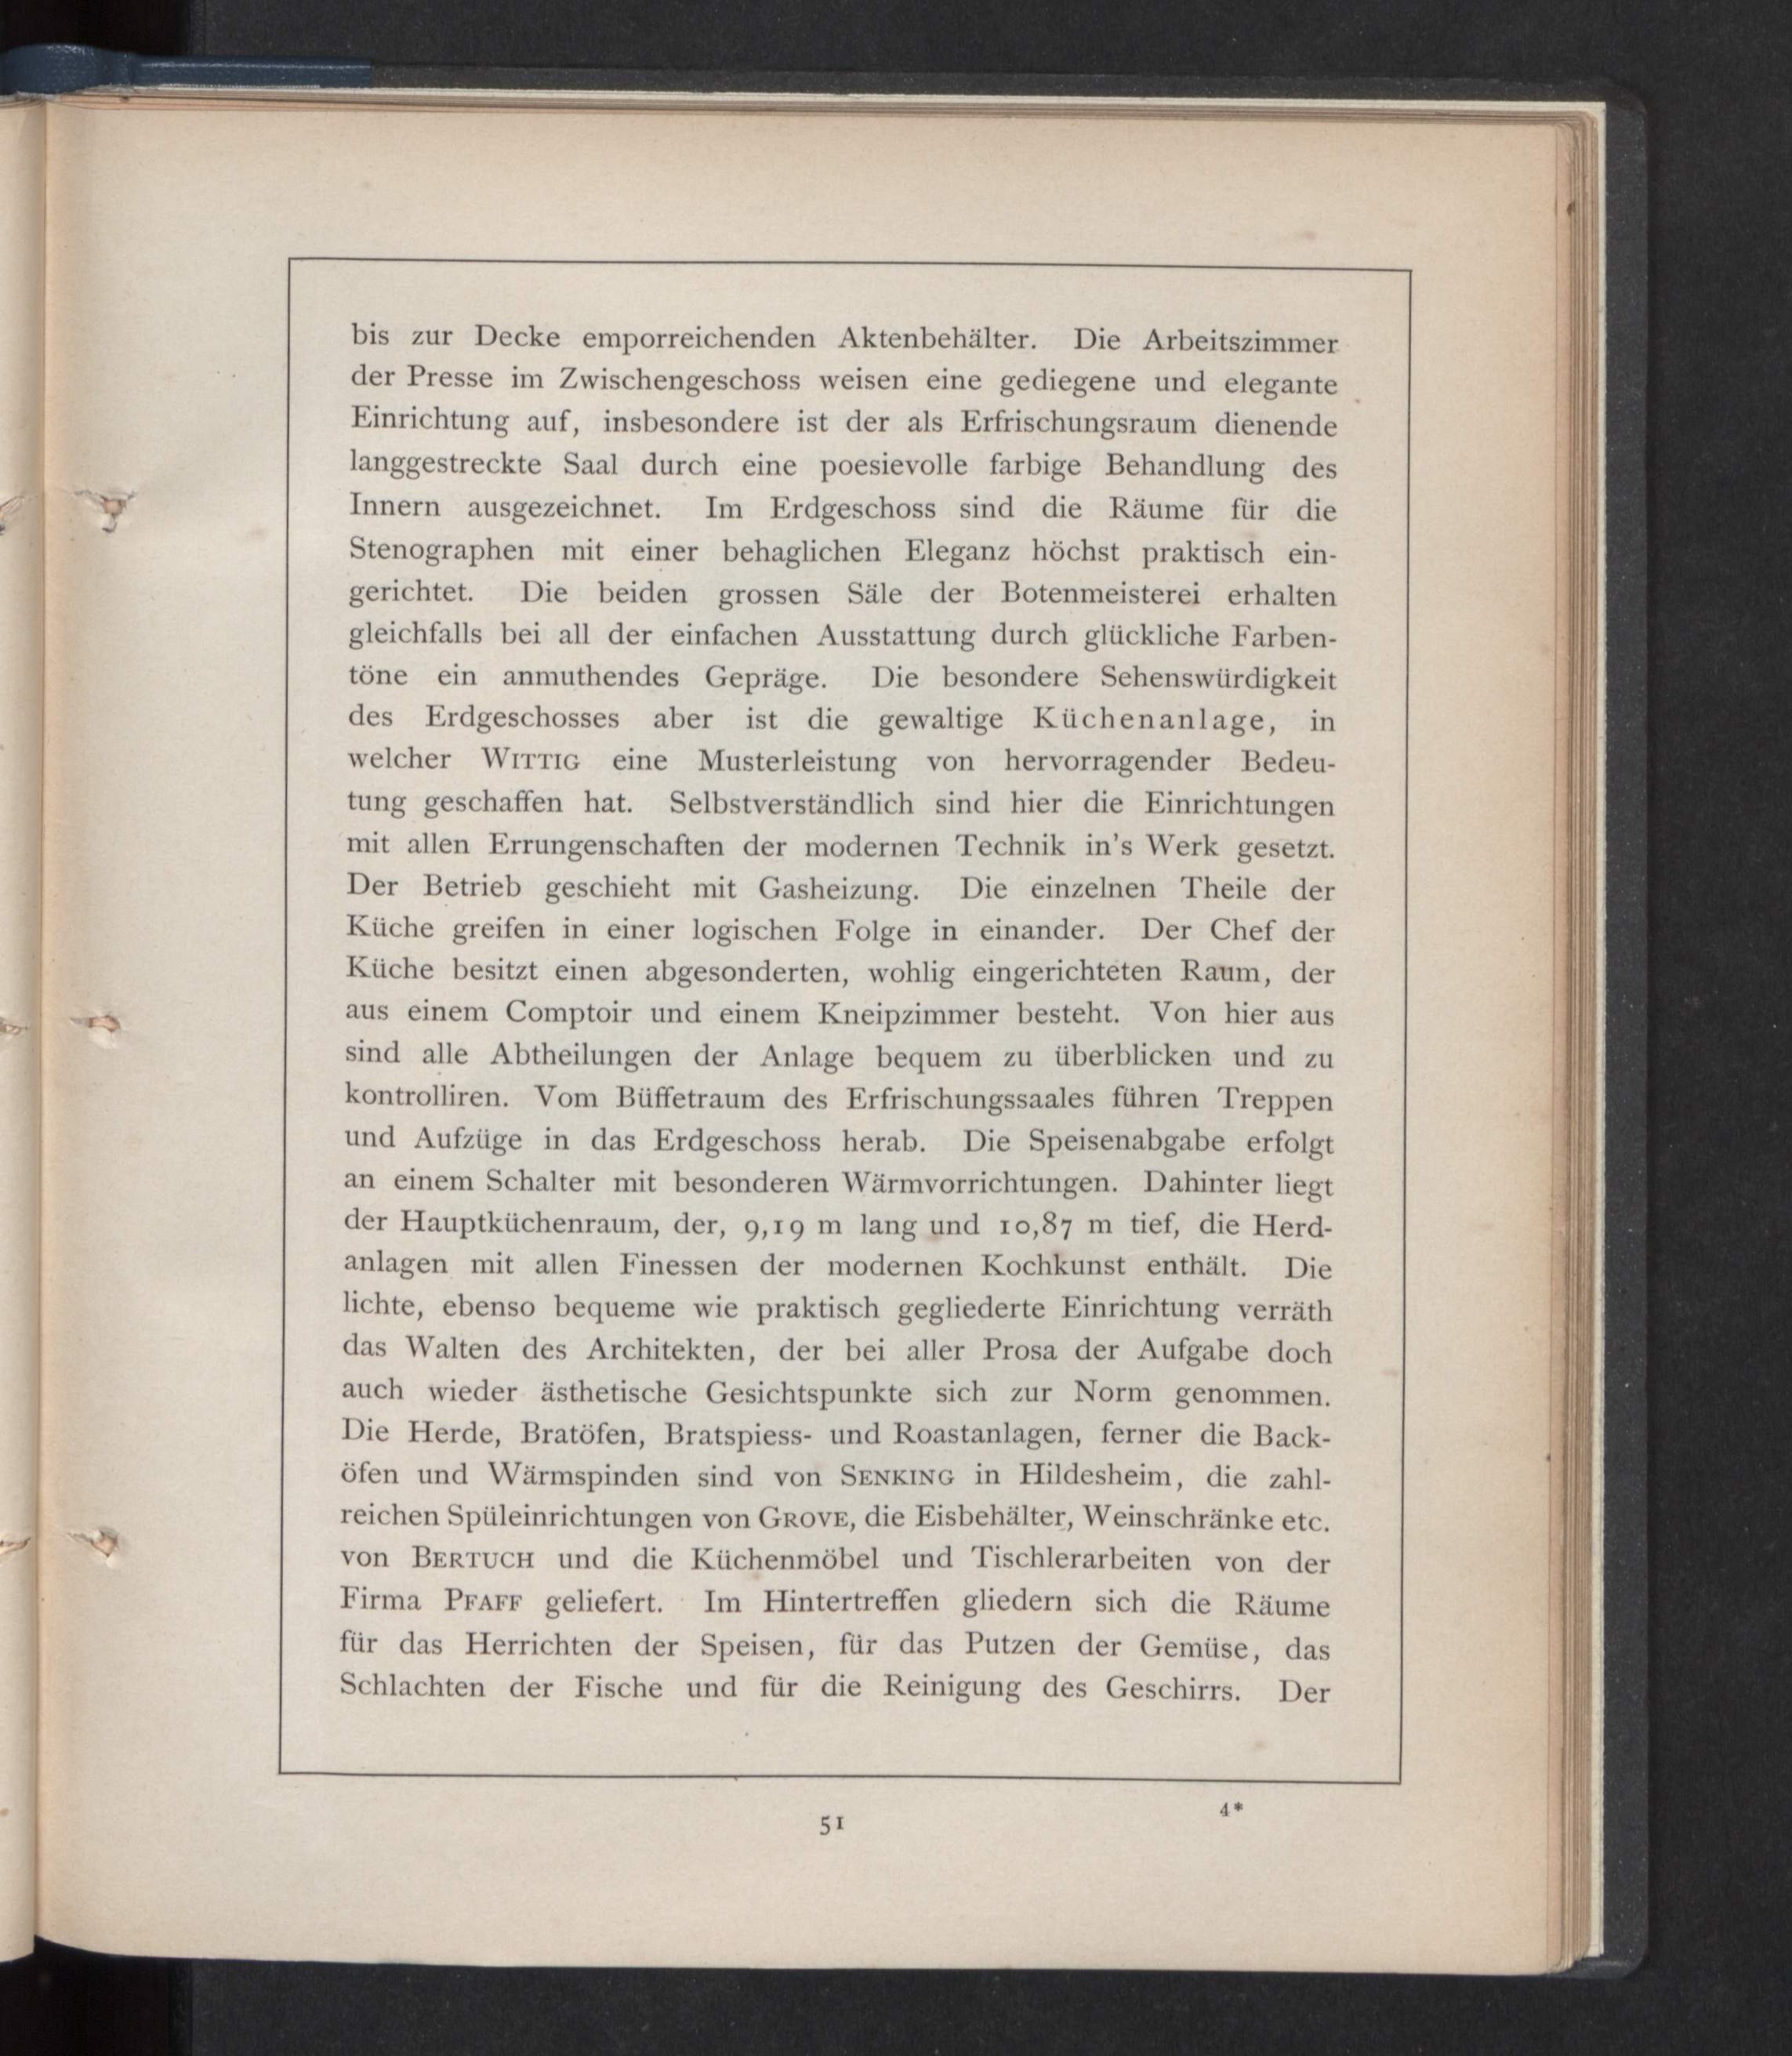 bis zur Decke emporreichenden Aktenbehälter. Die Arbeitszimmer
der Presse im Zwischengeschoss weisen eine gediegene und elegante
Einrichtung auf, insbesondere ist der als Erfrischungsraum dienende
langgestreckte Saal durch eine poesievolle farbige Behandlung des
Innern ausgezeichnet. Im Erdgeschoss sind die Räume für die
Stenographen mit einer behaglichen Eleganz höchst praktisch ein-
gerichtet. Die beiden grossen Säle der Botenmeisterei erhalten
gleichfalls bei all der einfachen Ausstattung durch glückliche Farben-
töne ein anmuthendes Gepräge. Die besondere Sehenswürdigkeit
des Erdgeschosses aber ist die gewaltige Küchenanlage, in
welcher WITTIG eine Musterleistung von hervorragender Bedeu-
tung geschaffen hat. Selbstverständlich sind hier die Einrichtungen
mit allen Errungenschaften der modernen Technik in's Werk gesetzt.
Der Betrieb geschieht mit Gasheizung. Die einzelnen Theile der
Küche greifen in einer logischen Folge in einander. Der Chef der
Küche besitzt einen abgesonderten, wohlig eingerichteten Raum, der
aus einem Comptoir und einem Kneipzimmer besteht. Von hier aus
sind alle Abtheilungen der Anlage bequem zu überblicken und zu
kontrolliren. Vom Büffetraum des Erfrischungssaales führen Treppen
und Aufzüge in das Erdgeschoss herab. Die Speisenabgabe erfolgt
an einem Schalter mit besonderen Wärmvorrichtungen. Dahinter liegt
der Hauptküchenraum, der, 9,19 m lang und 10,87 m tief, die Herd-
anlagen mit allen Finessen der modernen Kochkunst enthält. Die
lichte, ebenso bequeme wie praktisch gegliederte Einrichtung verräth
das Walten des Architekten, der bei aller Prosa der Aufgabe doch
auch wieder ästhetische Gesichtspunkte sich zur Norm genommen.
Die Herde, Bratöfen, Bratspiess- und Roastanlagen, ferner die Back-
öfen und Wärmspinden sind von SENKING in Hildesheim, die zahl-
reichen Spüleinrichtungen von GROVE, die Eisbehälter, Weinschränke etc.
von BERTUCH und die Küchenmöbel und Tischlerarbeiten von der
Firma PFAFF geliefert. Im Hintertreffen gliedern sich die Räume
für das Herrichten der Speisen, für das Putzen der Gemüse, das
Schlachten der Fische und für die Reinigung des Geschirrs. Der
51
4*